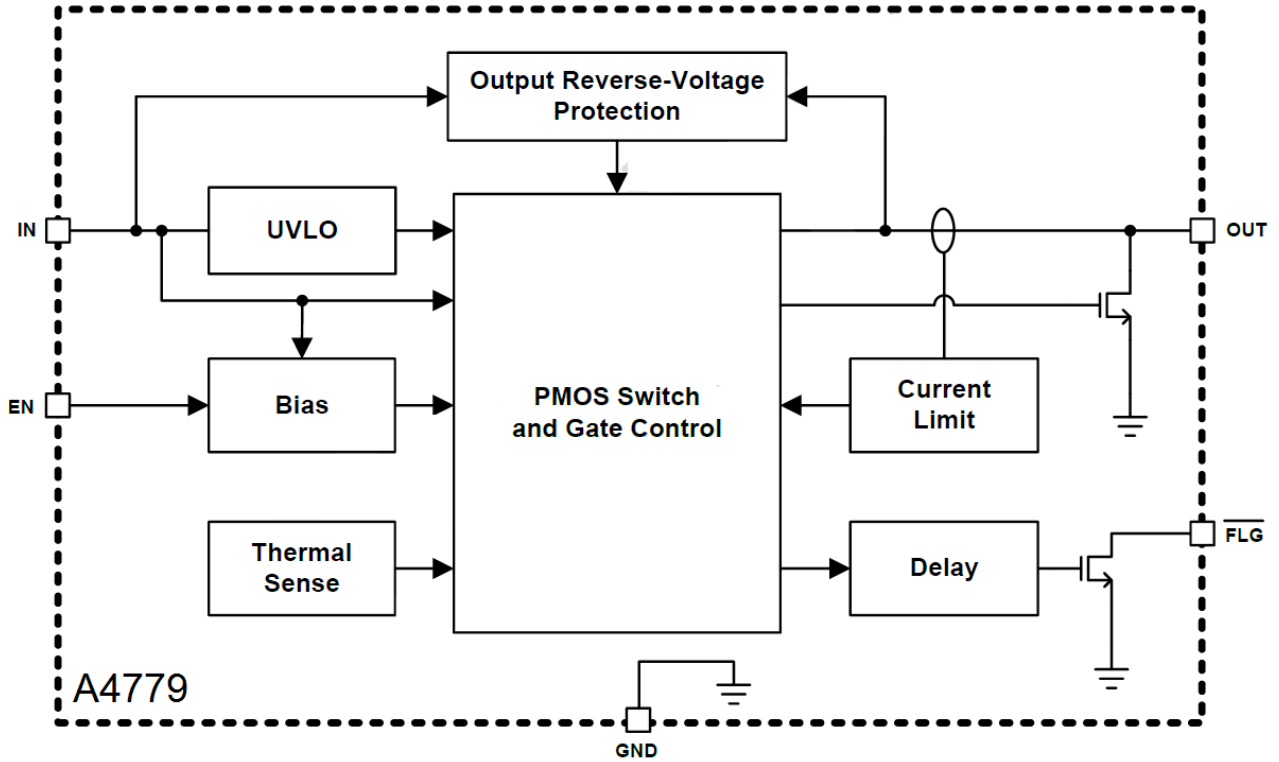 Output Reverse-Voltage
Protection
IN
UVLO
OUT
EN
Bias
PMOS Switch
and Gate Control
Current
Limit
Thermal
Sense
Delay
FLG
A4779
GND